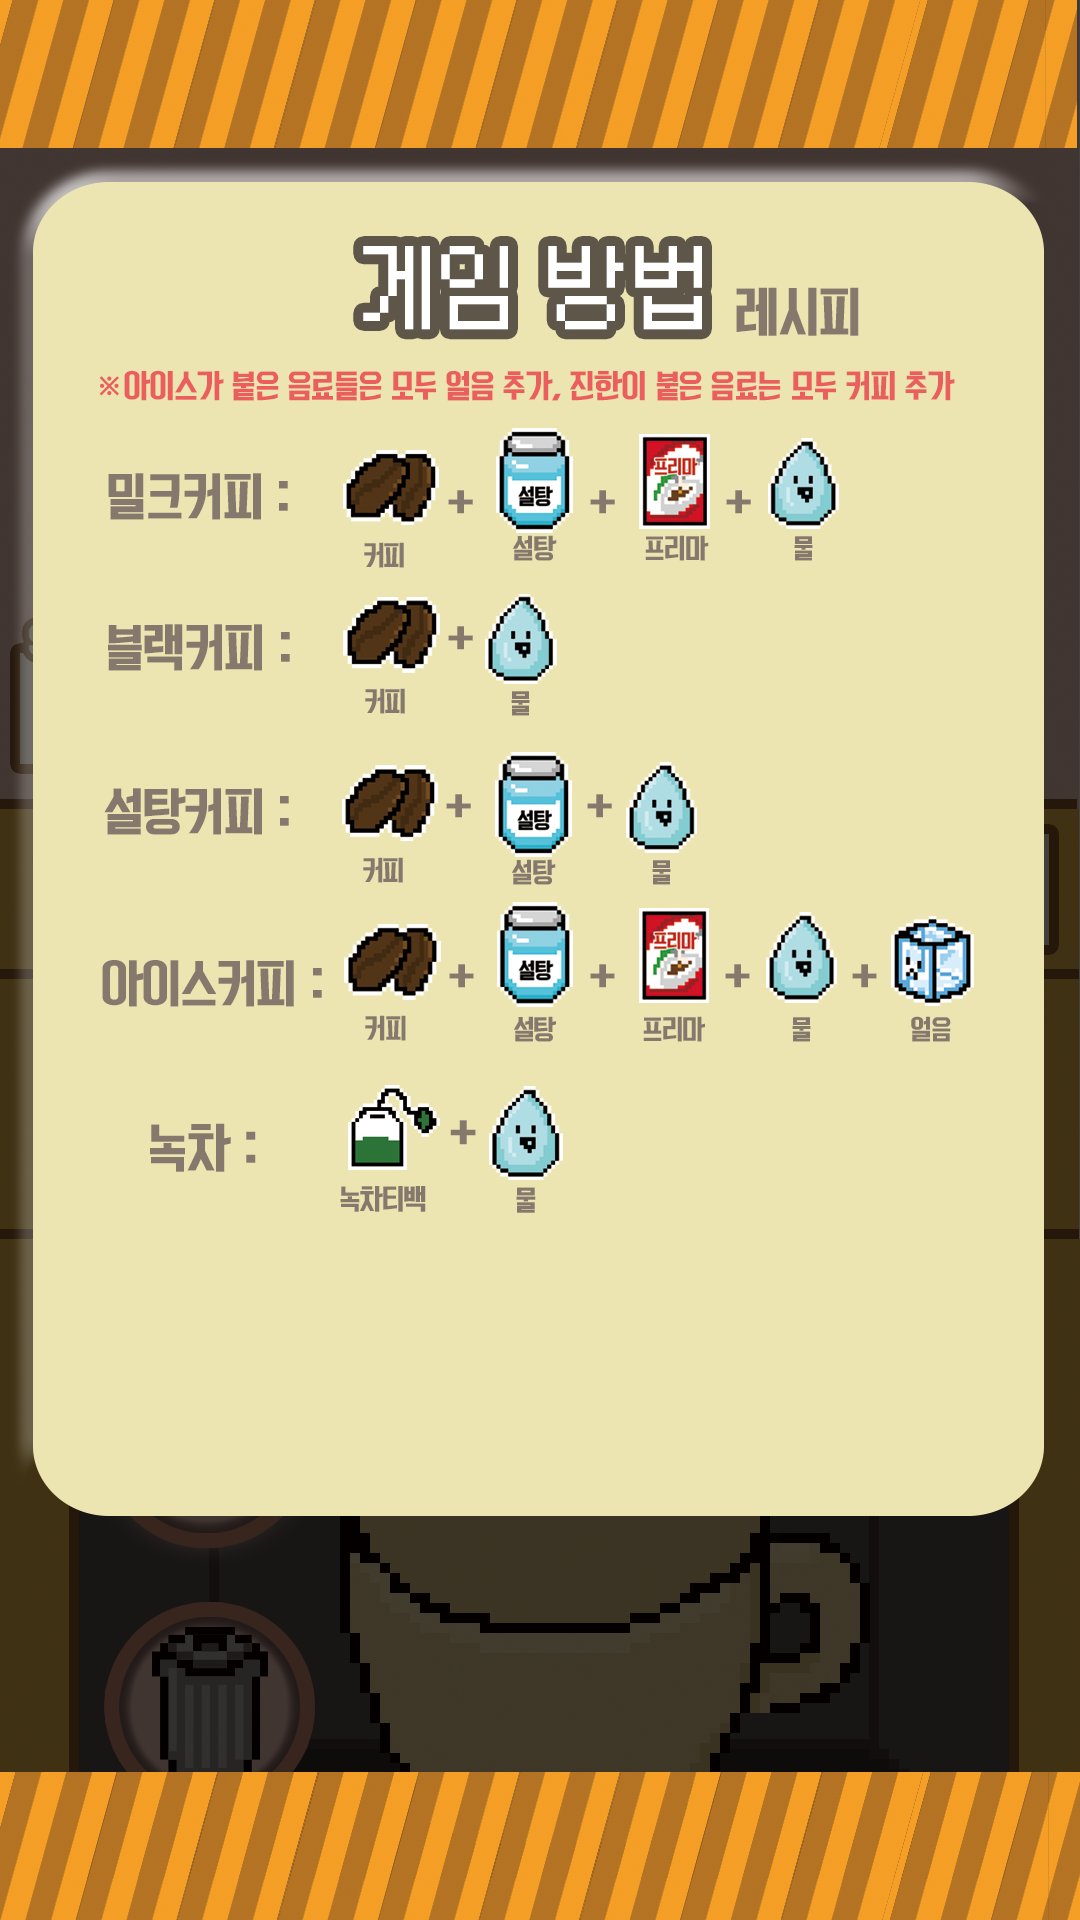 게임 방법 레시피
※아이스가 붙은 음료들은 모두 얼음 추가, 진한이 붙은 음료는 모두 커피 추가
밀크커피 : + 설탕 + 프리마 +
커피 설탕 프리마 물
블랙커피 : +
커피 물
설탕커피 : + 설탕 +
커피 설탕 물
아이스커피 : + 설탕 + 프리마 + +
커피 설탕 프리마 물 얼음
녹차 : +
녹차티백 물